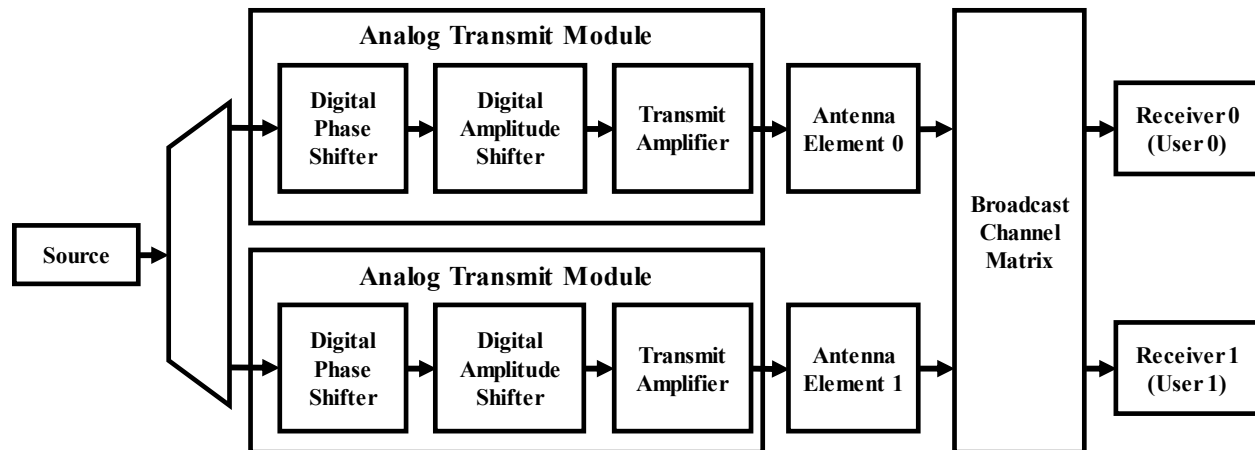 Analog Transmit Module
Digital
Phase
Shifter
Digital
Amplitude
Shifter
Transmit
Amplifier
Antenna
Element 0
Receiver 0
(User 0)
Source
Broadcast
Channel
Matrix
Analog Transmit Module
Digital
Phase
Shifter
Digital
Amplitude
Shifter
Transmit
Amplifier
Antenna
Element 1
Receiver 1
(User 1)